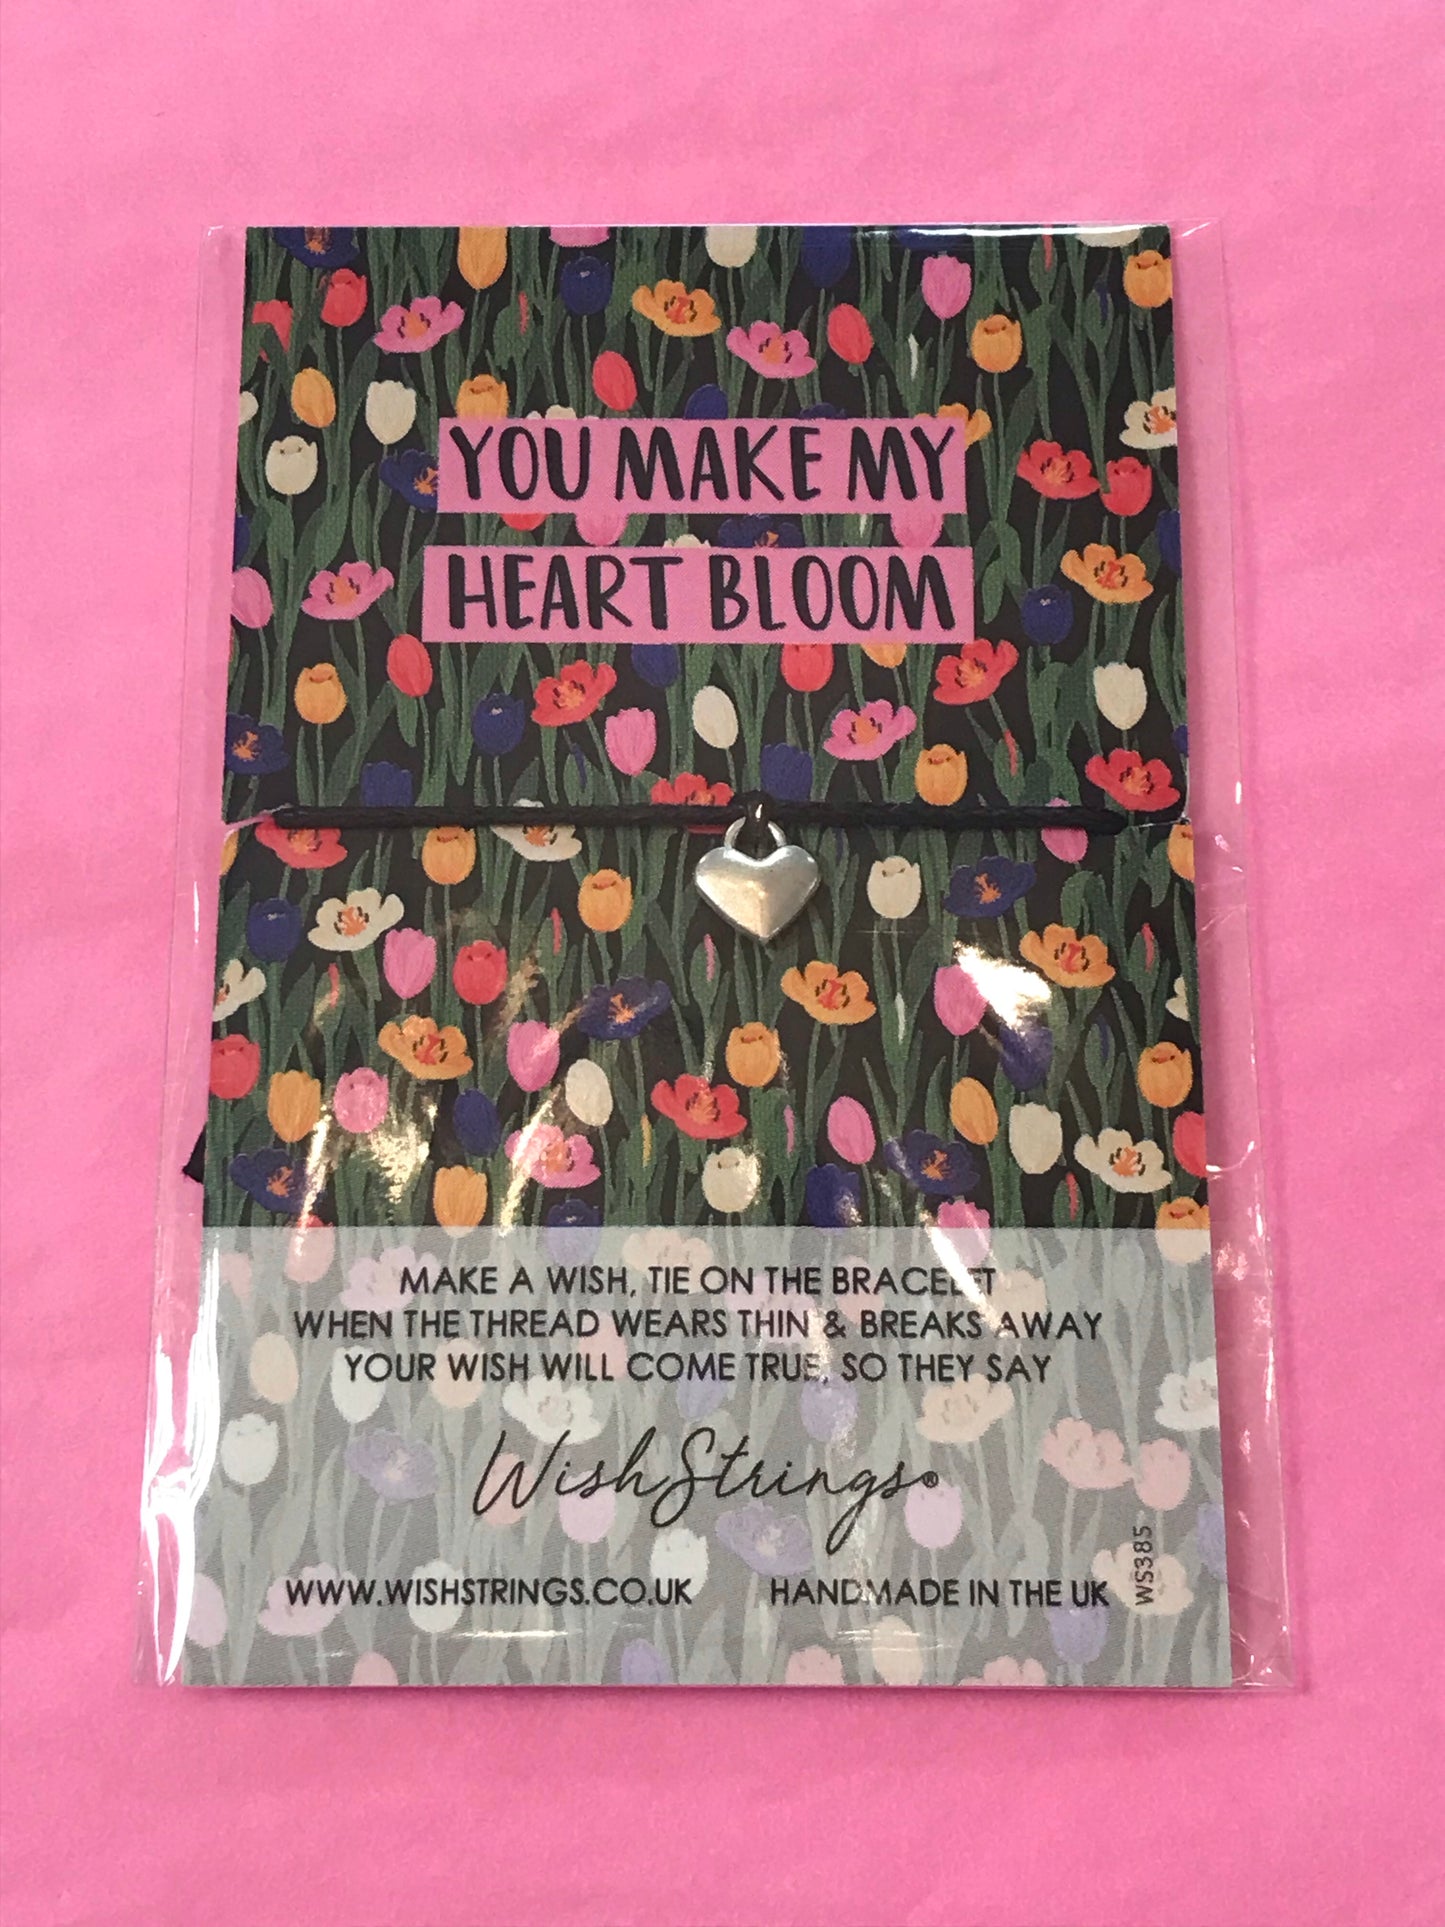 YOU MAKE MY
HEART BLOOM
MAKE A WISH, TIE ON THE BRACELET
WHEN THE THREAD WEARS THIN & BREAKS AWAY
YOUR WISH WILL COME TRUE, SO THEY SAY
WishStrings®
WWW.WISHSTRINGS.CO.UK HANDMADE IN THE UK
WS385